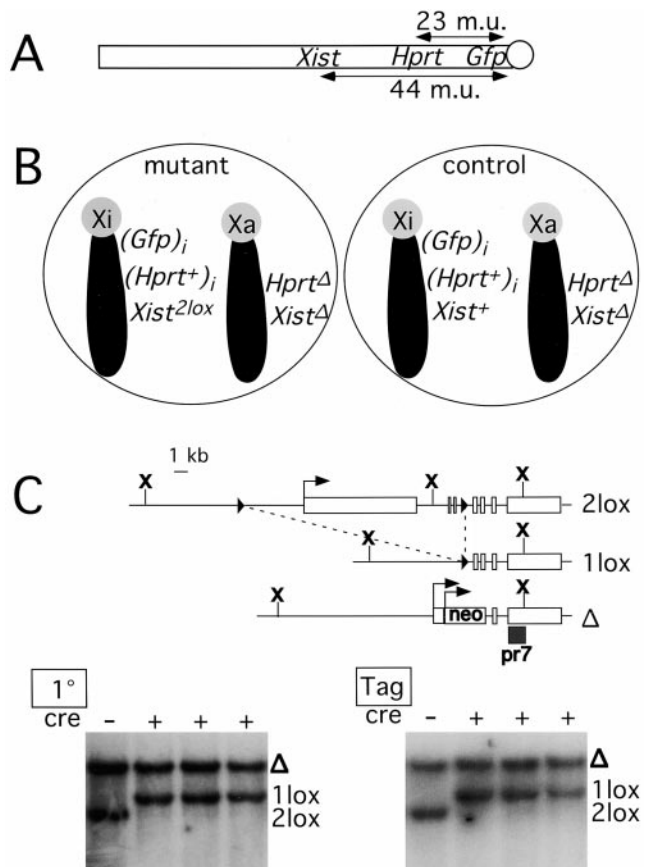 A
23 m.u.
Xist Hprt Gfp
44 m.u.
B
mutant
control
Xi Xa
(Gfp)i
(Hprt+)i
Xist2lox
HprtΔ
XistΔ
Xi Xa
(Gfp)i
(Hprt+)i
Xist+
HprtΔ
XistΔ
C
1 kb
x x x 2lox
x 1lox
x neo x Δ
pr7
1°
cre - + + +
Δ
1lox
2lox
Tag
cre - + + +
Δ
1lox
2lox